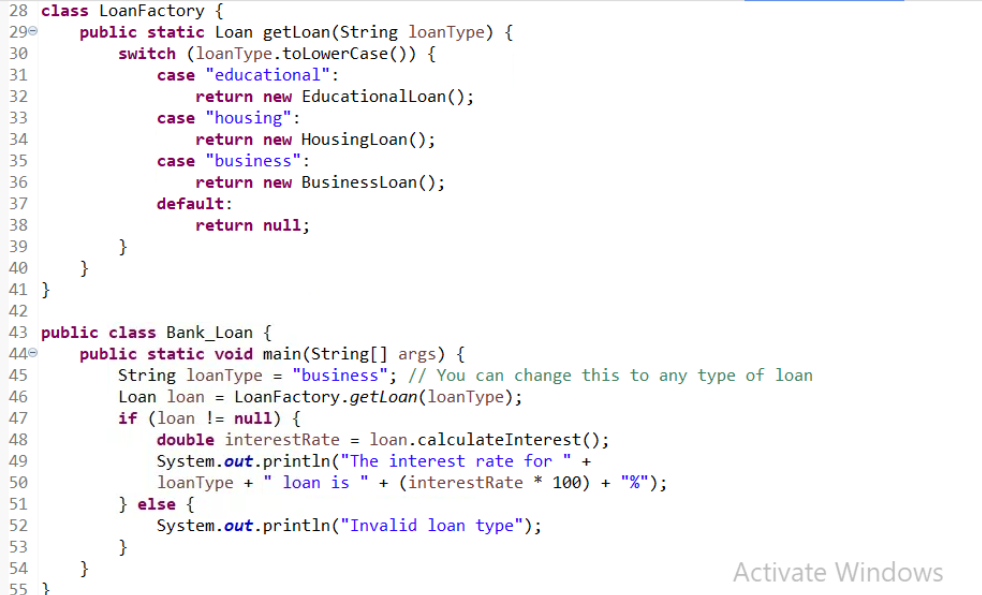 28 class LoanFactory {
29 public static Loan getLoan(String loanType) {
30 switch (loanType.toLowerCase()) {
31 case "educational":
32 return new EducationalLoan();
33 case "housing":
34 return new HousingLoan();
35 case "business":
36 return new BusinessLoan();
37 default:
38 return null;
39 }
40 }
41 }
42
43 public class Bank_Loan {
44 public static void main(String[] args) {
45 String loanType = "business"; // You can change this to any type of loan
46 Loan loan = LoanFactory.getLoan(loanType);
47 if (loan != null) {
48 double interestRate = loan.calculateInterest();
49 System.out.println("The interest rate for " +
50 loanType + " loan is " + (interestRate * 100) + "%");
51 } else {
52 System.out.println("Invalid loan type");
53 }
54 }
55 }
Activate Windows